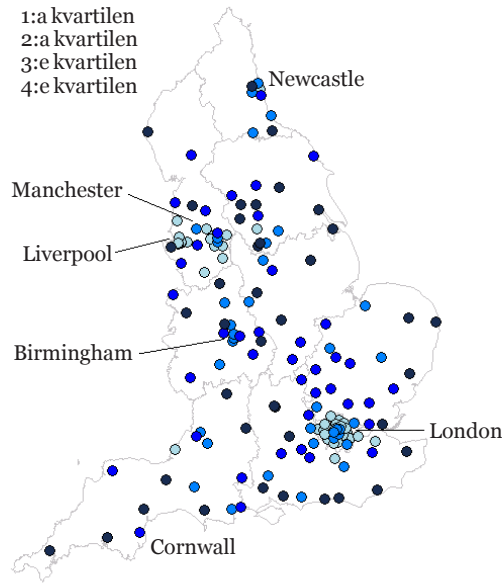 1:a kvartilen
2:a kvartilen
3:e kvartilen
4:e kvartilen
Newcastle
Manchester
Liverpool
Birmingham
London
Cornwall